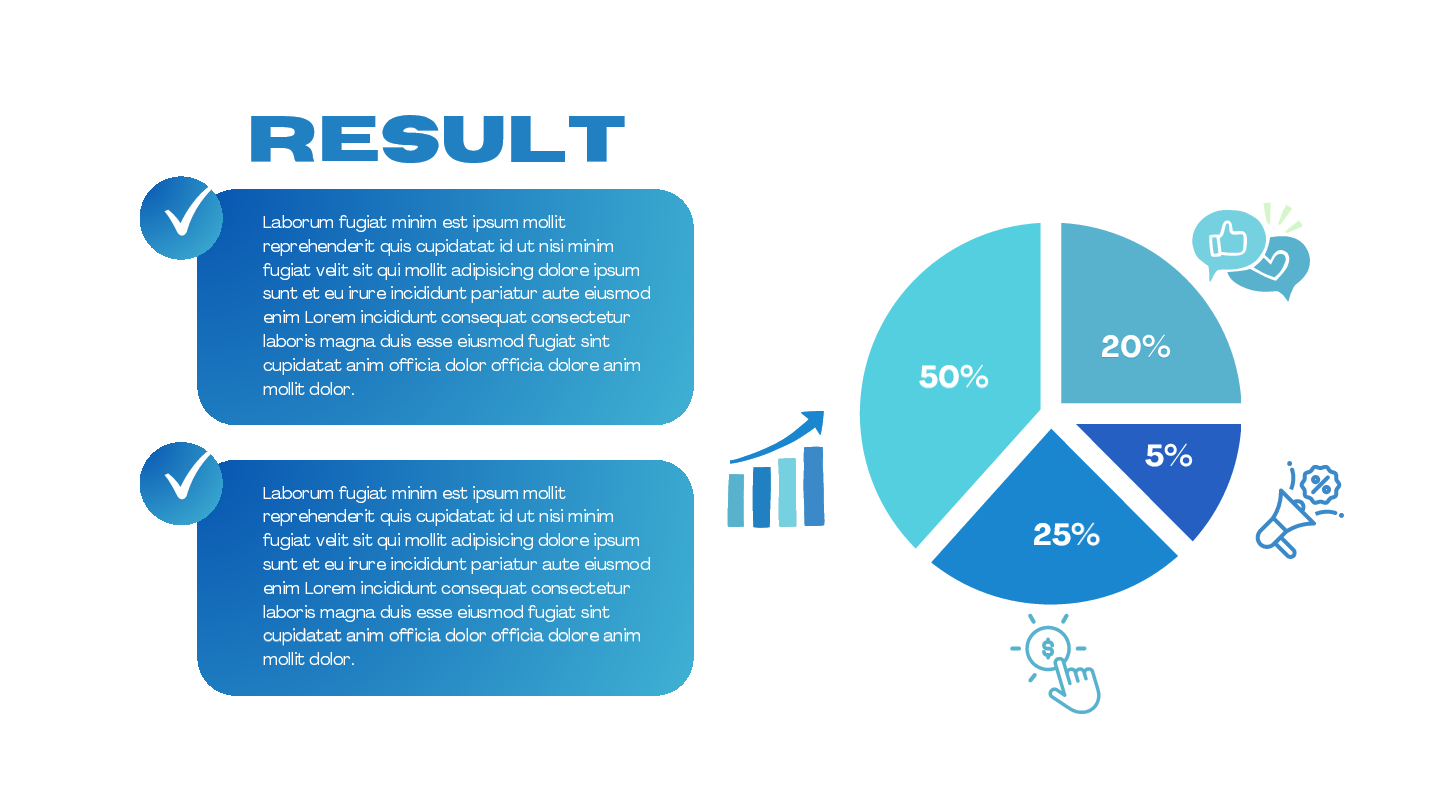 RESULT
Laborum fugiat minim est ipsum mollit
reprehenderit quis cupidatat id ut nisi minim
fugiat velit sit qui mollit adipisicing dolore ipsum
sunt et eu irure incididunt pariatur aute eiusmod
enim Lorem incididunt consequat consectetur
laboris magna duis esse eiusmod fugiat sint
cupidatat anim officia dolor officia dolore anim
mollit dolor.
Laborum fugiat minim est ipsum mollit
reprehenderit quis cupidatat id ut nisi minim
fugiat velit sit qui mollit adipisicing dolore ipsum
sunt et eu irure incididunt pariatur aute eiusmod
enim Lorem incididunt consequat consectetur
laboris magna duis esse eiusmod fugiat sint
cupidatat anim officia dolor officia dolore anim
mollit dolor.
50%
20%
5%
25%
%
$